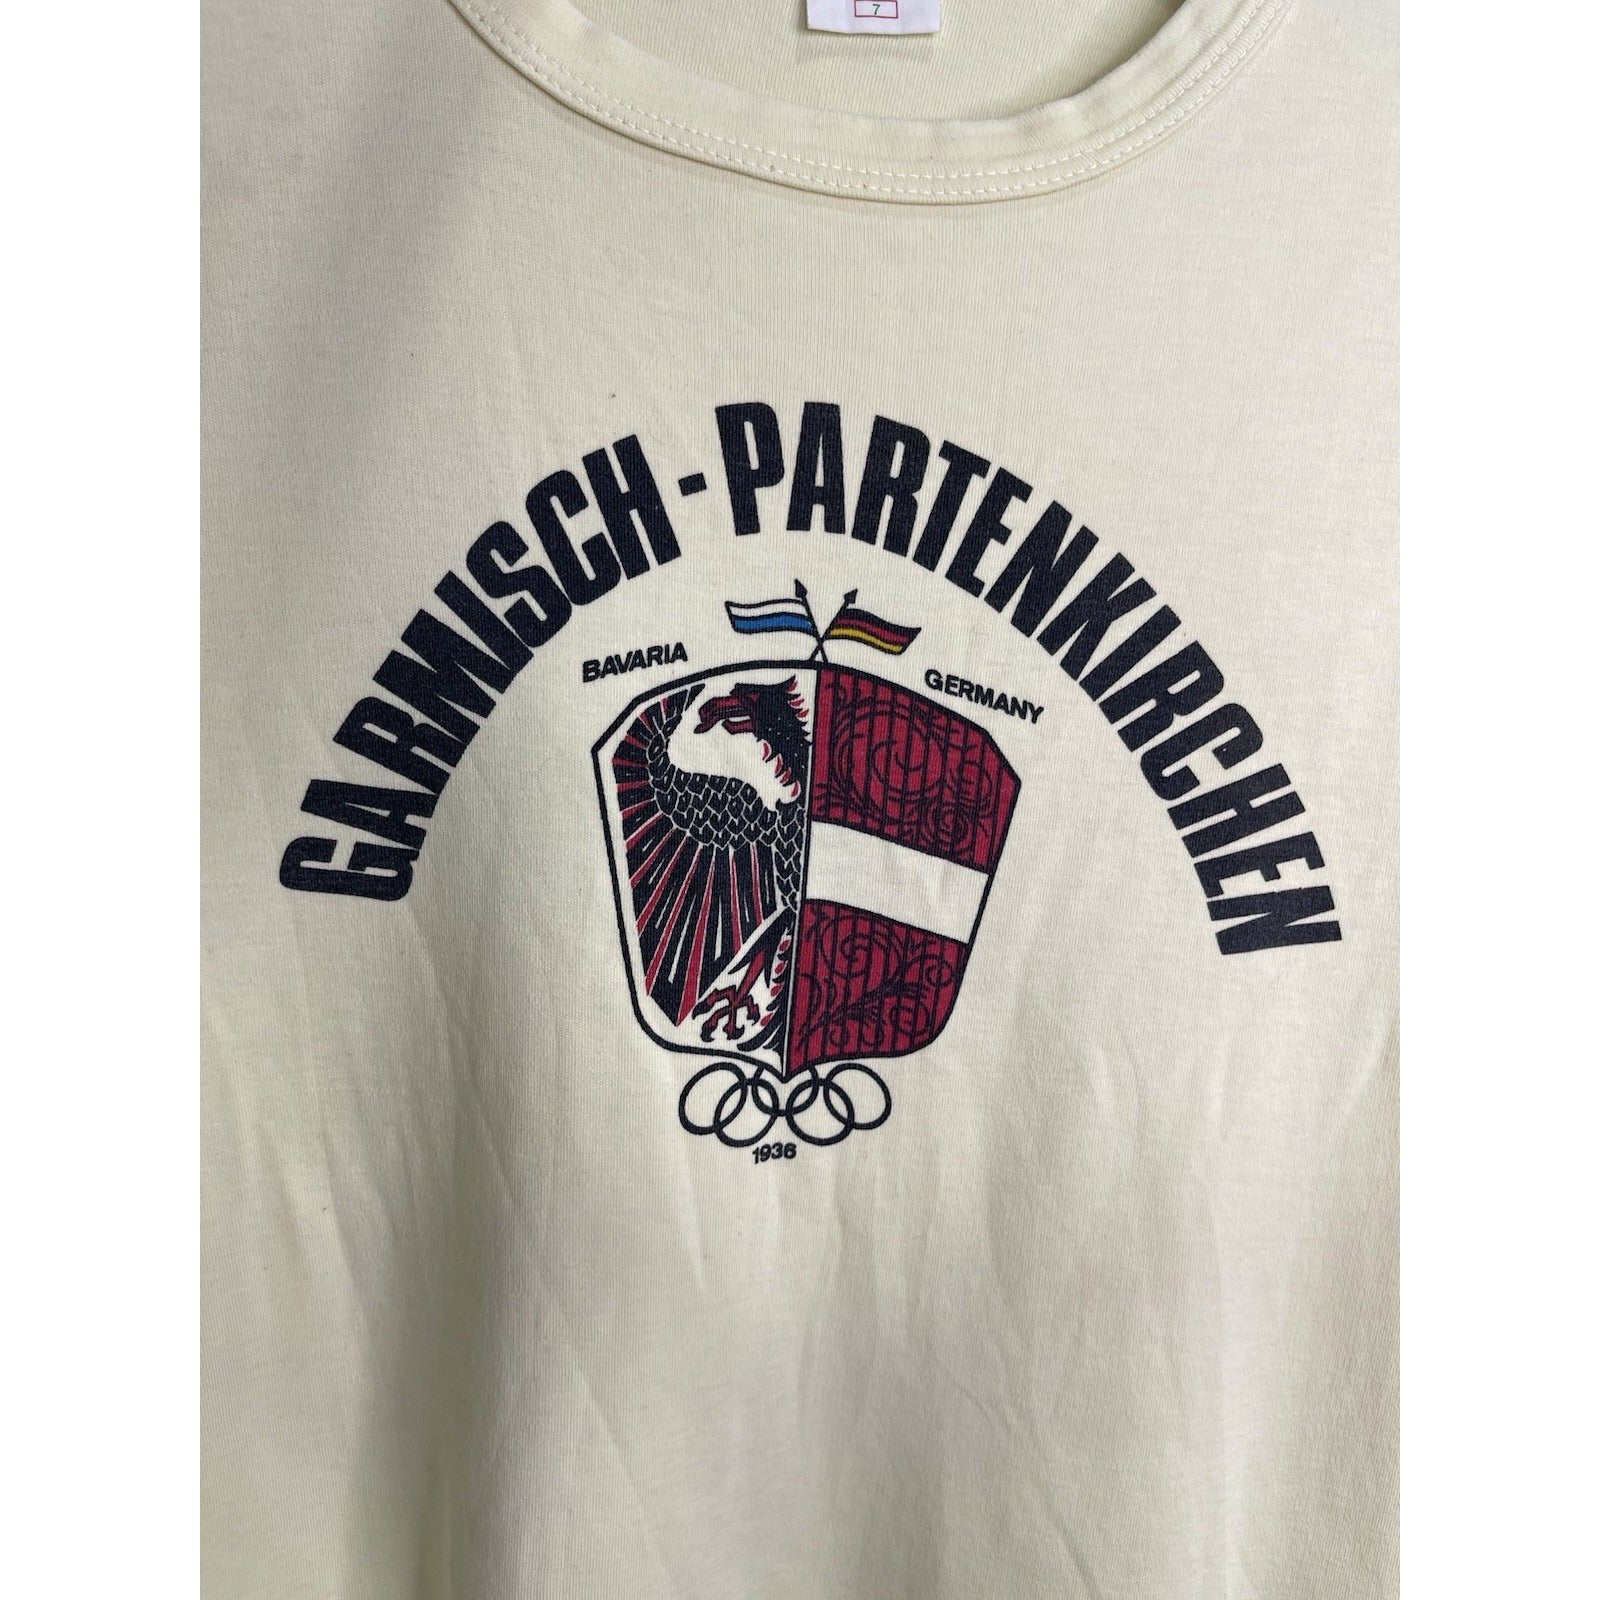 7
GARMISCH-PARTENKIRCHEN
BAVARIA
GERMANY
1936